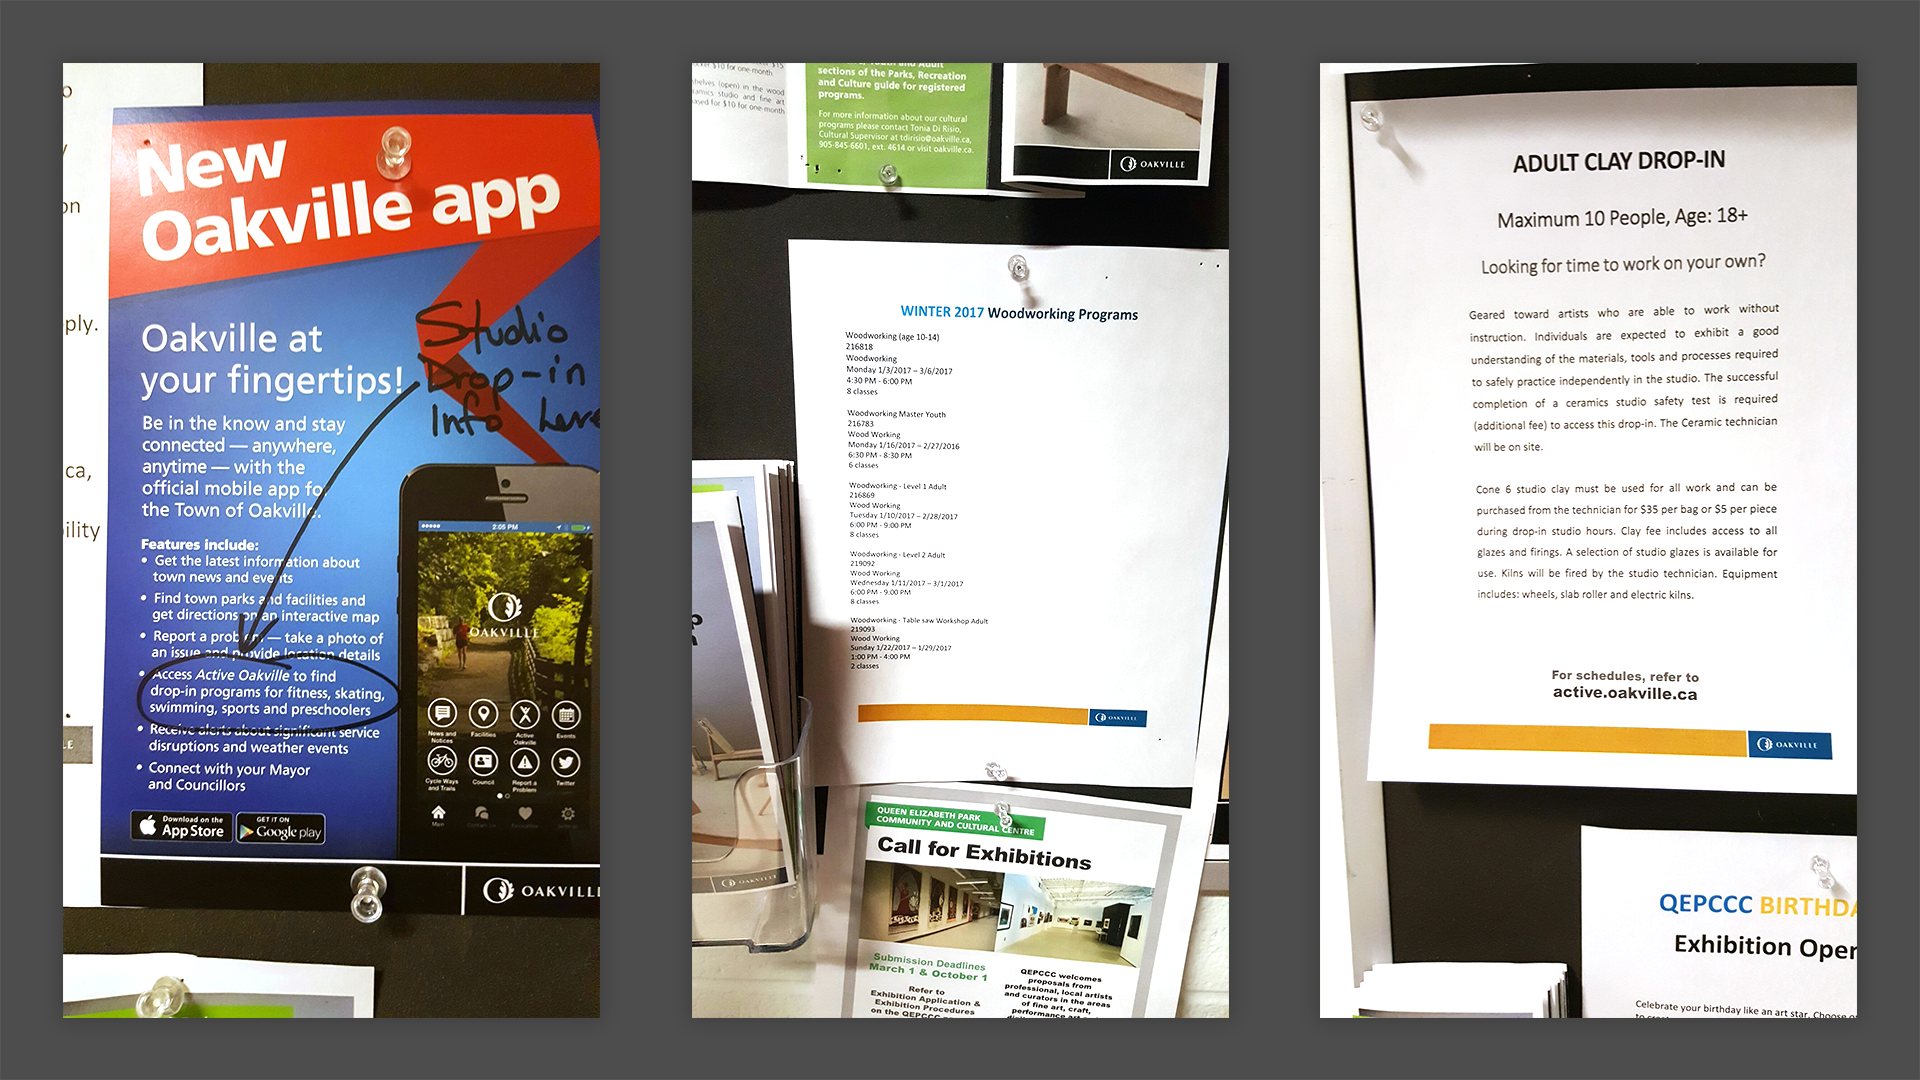 New
Oakville app
Oakville at
your fingertips!
Studio
Drop-in
Info
Be in the know and stay
connected — anywhere,
anytime — with the
official mobile app for
the Town of Oakville.
Features include:
• Get the latest information about
town news and events
• Find town parks and facilities and
get directions on an interactive map
• Report a problem — take a photo of
an issue and provide location details
• Access Active Oakville to find
drop-in programs for fitness, skating,
swimming, sports and preschoolers
• Receive alerts about significant service
disruptions and weather events
• Connect with your Mayor
and Councillors
2:05 PM
OAKVILLE
News and Notices
Facilities
Active Oakville
Events
Cycle Ways and Trails
Council
Report a Problem
Twitter
Download on the
App Store
GET IT ON
Google play
OAKVILLE
ply.
ca,
ility
$10 for one-month
shelves (open) in the wood
studio and fine art
used for $10 for one-month
sections of the Parks, Recreation
and Culture guide for registered
programs.
For more information about our cultural
programs please contact Tonia Di Risio,
Cultural Supervisor at tdirisio@oakville.ca,
905-845-6601, ext. 4614 or visit oakville.ca.
OAKVILLE
WINTER 2017 Woodworking Programs
Woodworking (age 10-14)
216818
Woodworking
Monday 1/3/2017 – 3/6/2017
4:30 PM - 6:00 PM
8 classes
Woodworking Master Youth
216783
Wood Working
Monday 1/16/2017 – 2/27/2016
6:30 PM - 8:30 PM
6 classes
Woodworking - Level 1 Adult
216869
Wood Working
Tuesday 1/10/2017 – 2/28/2017
6:00 PM - 9:00 PM
8 classes
Woodworking - Level 2 Adult
219092
Wood Working
Wednesday 1/11/2017 – 3/1/2017
6:00 PM - 9:00 PM
8 classes
Woodworking - Table saw Workshop Adult
219093
Wood Working
Sunday 1/22/2017 – 1/29/2017
1:00 PM - 4:00 PM
2 classes
OAKVILLE
OAKVILLE
QUEEN ELIZABETH PARK
COMMUNITY AND CULTURAL CENTRE
Call for Exhibitions
Submission Deadlines
March 1 & October 1
Refer to
Exhibition Application &
Exhibition Procedures
on the QEPCCC
QEPCCC welcomes
proposals from
professional, local artists
and curators in the areas
of fine art, craft,
performance art
ADULT CLAY DROP-IN
Maximum 10 People, Age: 18+
Looking for time to work on your own?
Geared toward artists who are able to work without
instruction. Individuals are expected to exhibit a good
understanding of the materials, tools and processes required
to safely practice independently in the studio. The successful
completion of a ceramics studio safety test is required
(additional fee) to access this drop-in. The Ceramic technician
will be on site.
Cone 6 studio clay must be used for all work and can be
purchased from the technician for $35 per bag or $5 per piece
during drop-in studio hours. Clay fee includes access to all
glazes and firings. A selection of studio glazes is available for
use. Kilns will be fired by the studio technician. Equipment
includes: wheels, slab roller and electric kilns.
For schedules, refer to
active.oakville.ca
OAKVILLE
QEPCCC BIRTHDA
Exhibition Oper
Celebrate your birthday like an art star. Choose